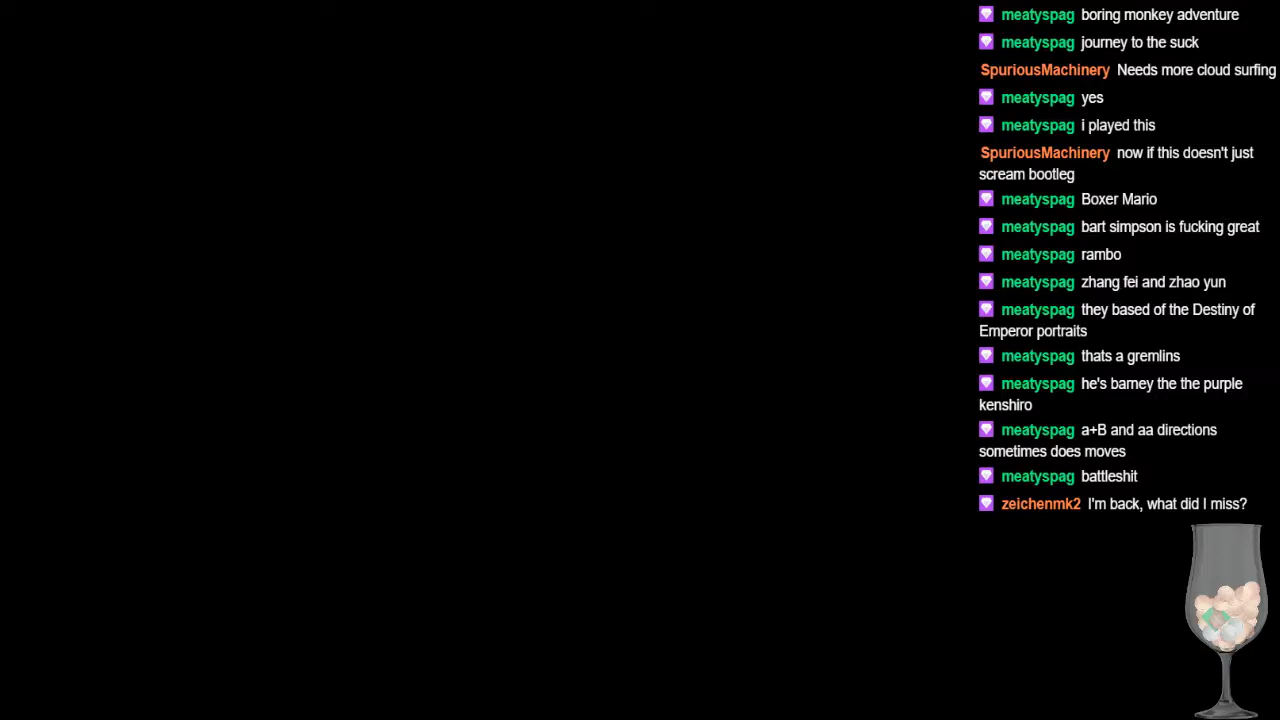 meatyspag boring monkey adventure
meatyspag journey to the suck
SpuriousMachinery Needs more cloud surfing
meatyspag yes
meatyspag i played this
SpuriousMachinery now if this doesn't just
scream bootleg
meatyspag Boxer Mario
meatyspag bart simpson is fucking great
meatyspag rambo
meatyspag zhang fei and zhao yun
meatyspag they based of the Destiny of
Emperor portraits
meatyspag thats a gremlins
meatyspag he's barney the the purple
kenshiro
meatyspag a+B and aa directions
sometimes does moves
meatyspag battleshit
zeichenmk2 I'm back, what did I miss?